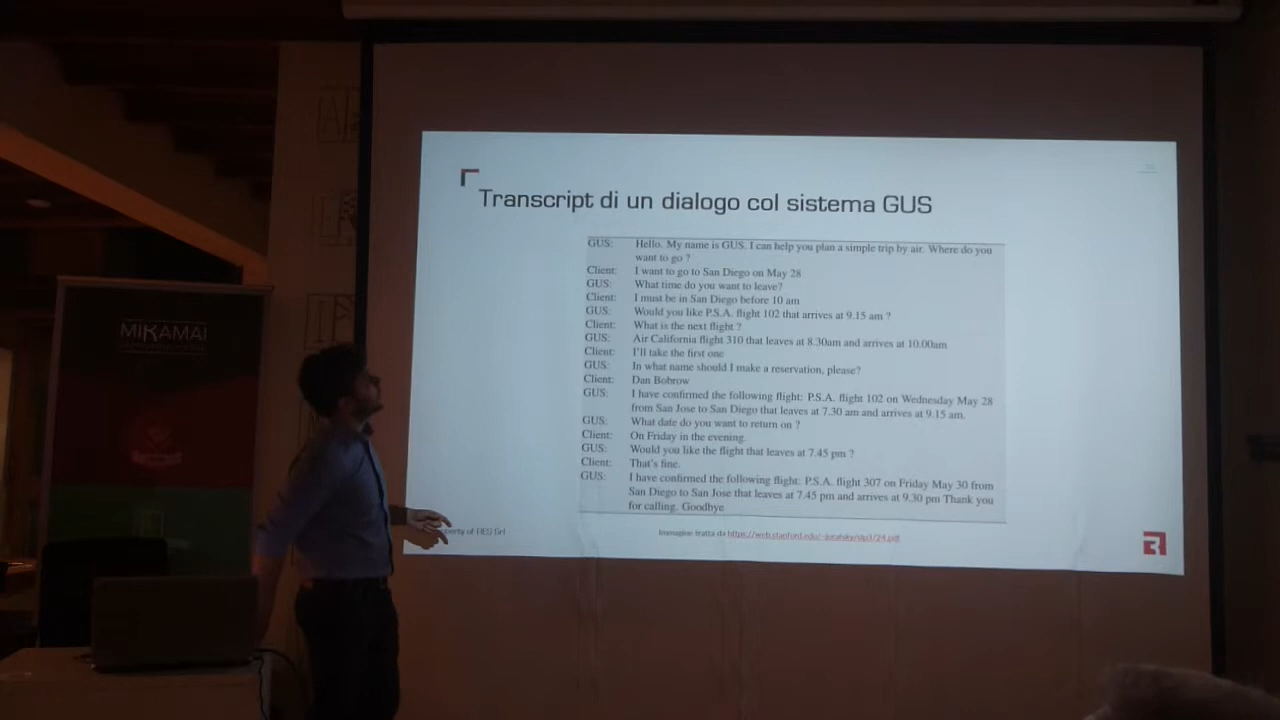 Transcript di un dialogo col sistema GUS
GUS: Hello. My name is GUS. I can help you plan a simple trip by air. Where do you
want to go ?
Client: I want to go to San Diego on May 28
GUS: What time do you want to leave?
Client: I must be in San Diego before 10 am
GUS: Would you like P.S.A. flight 102 that arrives at 9.15 am ?
Client: What is the next flight ?
GUS: Air California flight 310 that leaves at 8.30am and arrives at 10.00am
Client: I'll take the first one
GUS: In what name should I make a reservation, please?
Client: Dan Bobrow
GUS: I have confirmed the following flight: P.S.A. flight 102 on Wednesday May 28
from San Jose to San Diego that leaves at 7.30 am and arrives at 9.15 am.
GUS: What date do you want to return on ?
Client: On Friday in the evening.
GUS: Would you like the flight that leaves at 7.45 pm ?
Client: That's fine.
GUS: I have confirmed the following flight: P.S.A. flight 307 on Friday May 30 from
San Diego to San Jose that leaves at 7.45 pm and arrives at 9.30 pm Thank you
for calling. Goodbye
Immagine tratta da https://web.stanford.edu/~jurafsky/slp3/24.pdf
MIKAMAI